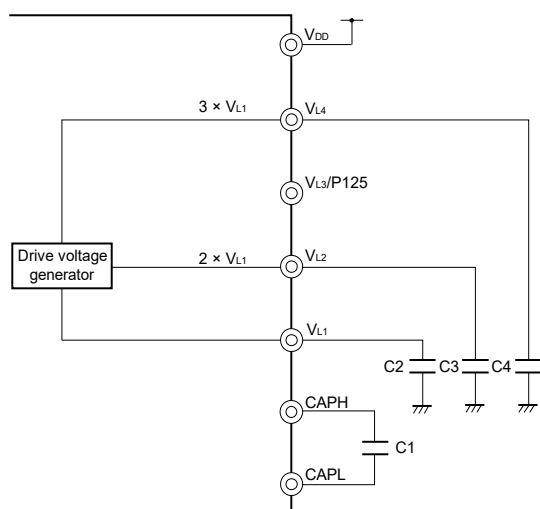 VDD
3 × VL1
VL4
VL3/P125
Drive voltage
generator
2 × VL1
VL2
VL1
C2
C3
C4
CAPH
C1
CAPL